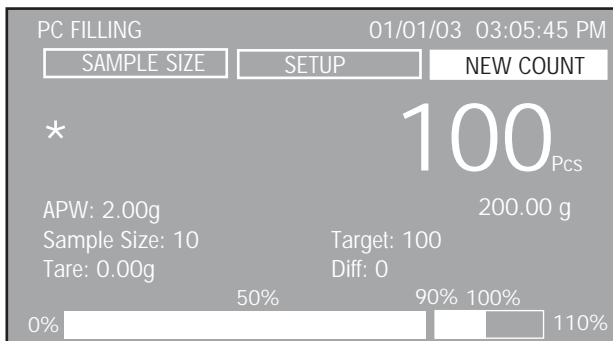 PC FILLING 01/01/03 03:05:45 PM
SAMPLE SIZE SETUP NEW COUNT
* 100 Pcs
APW: 2.00g 200.00 g
Sample Size: 10 Target: 100
Tare: 0.00g Diff: 0
50% 90% 100%
0% 110%